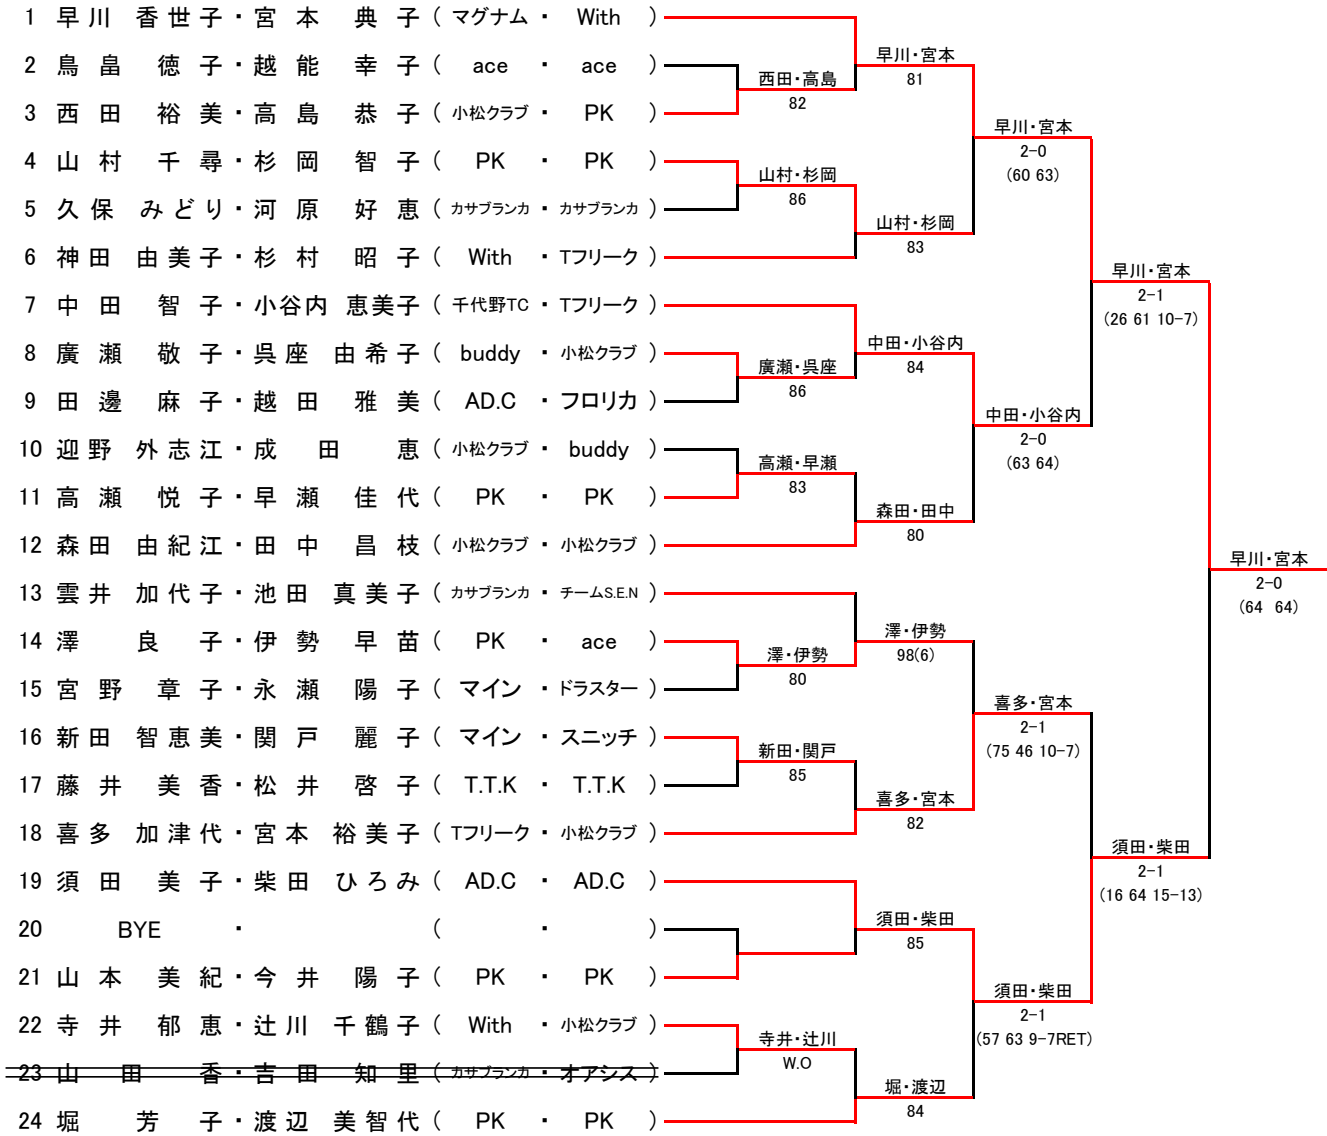 1 早川 香世子・宮本 典子 ( マグナム ・ With )
2 鳥畠 徳子・越能 幸子 ( ace ・ ace )
3 西田 裕美・高島 恭子 ( 小松クラブ ・ PK )
4 山村 千尋・杉岡 智子 ( PK ・ PK )
5 久保 みどり・河原 好恵 ( カサブランカ ・ カサブランカ )
6 神田 由美子・杉村 昭子 ( With ・ Tフリーク )
7 中田 智子・小谷内 恵美子 ( 千代野TC ・ Tフリーク )
8 廣瀬 敬子・呉座 由希子 ( buddy ・ 小松クラブ )
9 田邊 麻子・越田 雅美 ( AD.C ・ フロリカ )
10 迎野 外志江・成田 恵 ( 小松クラブ ・ buddy )
11 高瀬 悦子・早瀬 佳代 ( PK ・ PK )
12 森田 由紀江・田中 昌枝 ( 小松クラブ ・ 小松クラブ )
13 雲井 加代子・池田 真美子 ( カサブランカ ・ チームS.E.N )
14 澤 良子・伊勢 早苗 ( PK ・ ace )
15 宮野 章子・永瀬 陽子 ( マイン ・ ドラスター )
16 新田 智恵美・関戸 麗子 ( マイン ・ スニッチ )
17 藤井 美香・松井 啓子 ( T.T.K ・ T.T.K )
18 喜多 加津代・宮本 裕美子 ( Tフリーク ・ 小松クラブ )
19 須田 美子・柴田 ひろみ ( AD.C ・ AD.C )
20 BYE ・ ( ・ )
21 山本 美紀・今井 陽子 ( PK ・ PK )
22 寺井 郁恵・辻川 千鶴子 ( With ・ 小松クラブ )
23 山田 香・吉田 知里 ( カサブランカ ・ オアシス )
24 堀 芳子・渡辺 美智代 ( PK ・ PK )
西田・高島
82
山村・杉岡
86
廣瀬・呉座
86
高瀬・早瀬
83
澤・伊勢
80
新田・関戸
85
寺井・辻川
W.O
早川・宮本
81
山村・杉岡
83
中田・小谷内
84
森田・田中
80
澤・伊勢
98(6)
喜多・宮本
82
須田・柴田
85
堀・渡辺
84
早川・宮本
2-0
(60 63)
中田・小谷内
2-0
(63 64)
喜多・宮本
2-1
(75 46 10-7)
須田・柴田
2-1
(57 63 9-7RET)
早川・宮本
2-1
(26 61 10-7)
須田・柴田
2-1
(16 64 15-13)
早川・宮本
2-0
(64 64)